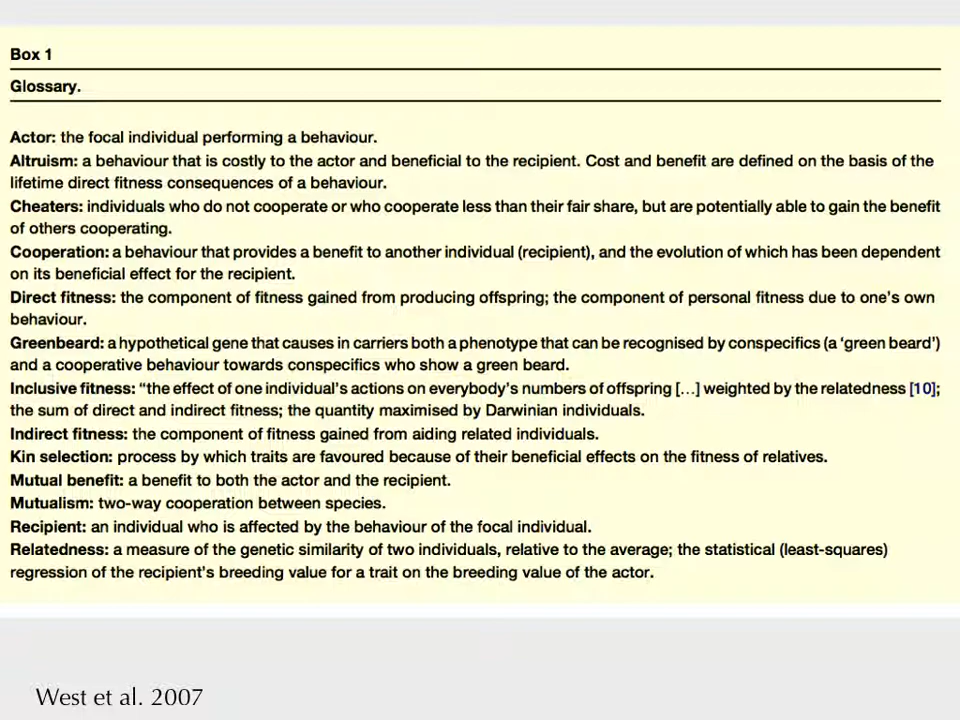 Box 1
Glossary.
Actor: the focal individual performing a behaviour.
Altruism: a behaviour that is costly to the actor and beneficial to the recipient. Cost and benefit are defined on the basis of the
lifetime direct fitness consequences of a behaviour.
Cheaters: individuals who do not cooperate or who cooperate less than their fair share, but are potentially able to gain the benefit
of others cooperating.
Cooperation: a behaviour that provides a benefit to another individual (recipient), and the evolution of which has been dependent
on its beneficial effect for the recipient.
Direct fitness: the component of fitness gained from producing offspring; the component of personal fitness due to one's own
behaviour.
Greenbeard: a hypothetical gene that causes in carriers both a phenotype that can be recognised by conspecifics (a ‘green beard’)
and a cooperative behaviour towards conspecifics who show a green beard.
Inclusive fitness: “the effect of one individual's actions on everybody's numbers of offspring [...] weighted by the relatedness [10];
the sum of direct and indirect fitness; the quantity maximised by Darwinian individuals.
Indirect fitness: the component of fitness gained from aiding related individuals.
Kin selection: process by which traits are favoured because of their beneficial effects on the fitness of relatives.
Mutual benefit: a benefit to both the actor and the recipient.
Mutualism: two-way cooperation between species.
Recipient: an individual who is affected by the behaviour of the focal individual.
Relatedness: a measure of the genetic similarity of two individuals, relative to the average; the statistical (least-squares)
regression of the recipient's breeding value for a trait on the breeding value of the actor.
West et al. 2007